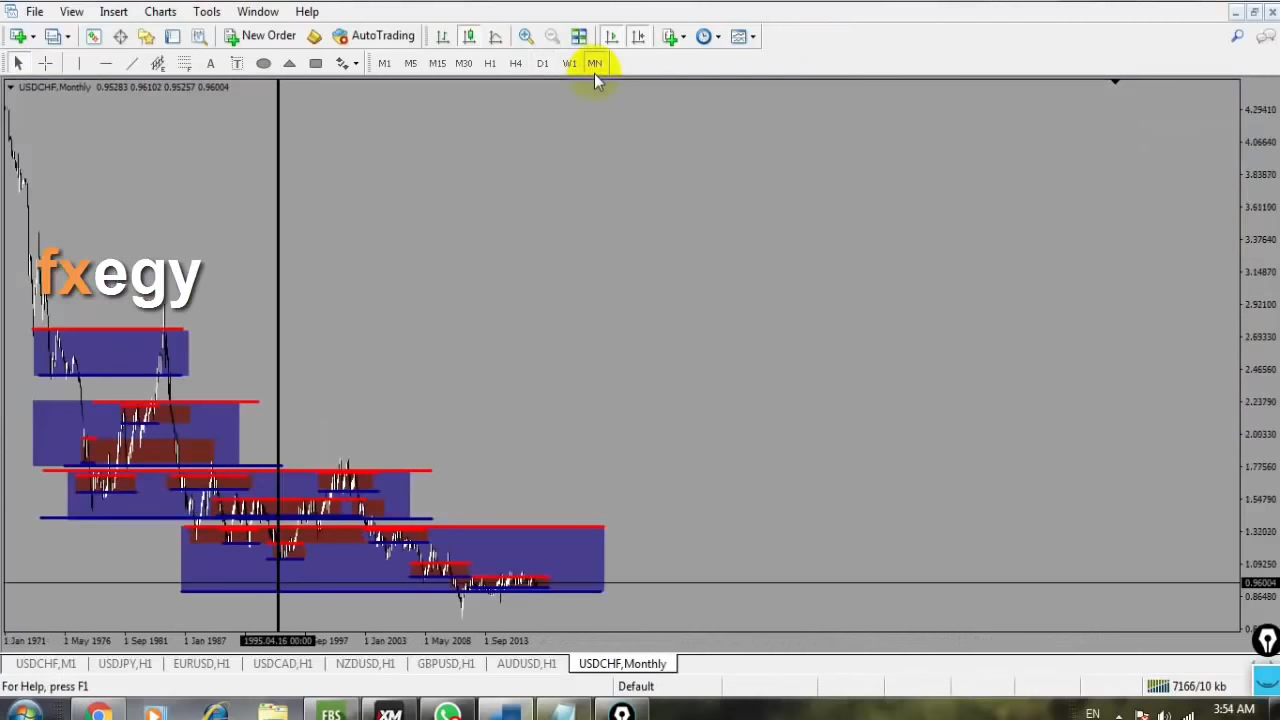 File View Insert Charts Tools Window Help
New Order AutoTrading
A T M1 M5 M15 M30 H1 H4 D1 W1 MN
USDCHF,Monthly 0.95283 0.96102 0.95257 0.96004
4.29410
4.06640
3.83870
3.61110
3.37640
3.14870
2.92100
fxegy
2.69330
2.46560
2.23790
2.00330
1.77560
1.54790
1.32030
1.09250
0.96004
0.86480
1 Jan 1971 1 May 1976 1 Sep 1981 1 Jan 1987 1995.04.16 00:00 ep 1997 1 Jan 2003 1 May 2008 1 Sep 2013
USDCHF,M1 USDJPY,H1 EURUSD,H1 USDCAD,H1 NZDUSD,H1 GBPUSD,H1 AUDUSD,H1 USDCHF,Monthly
For Help, press F1 Default 7166/10 kb
FBS XM EN 3:54 AM